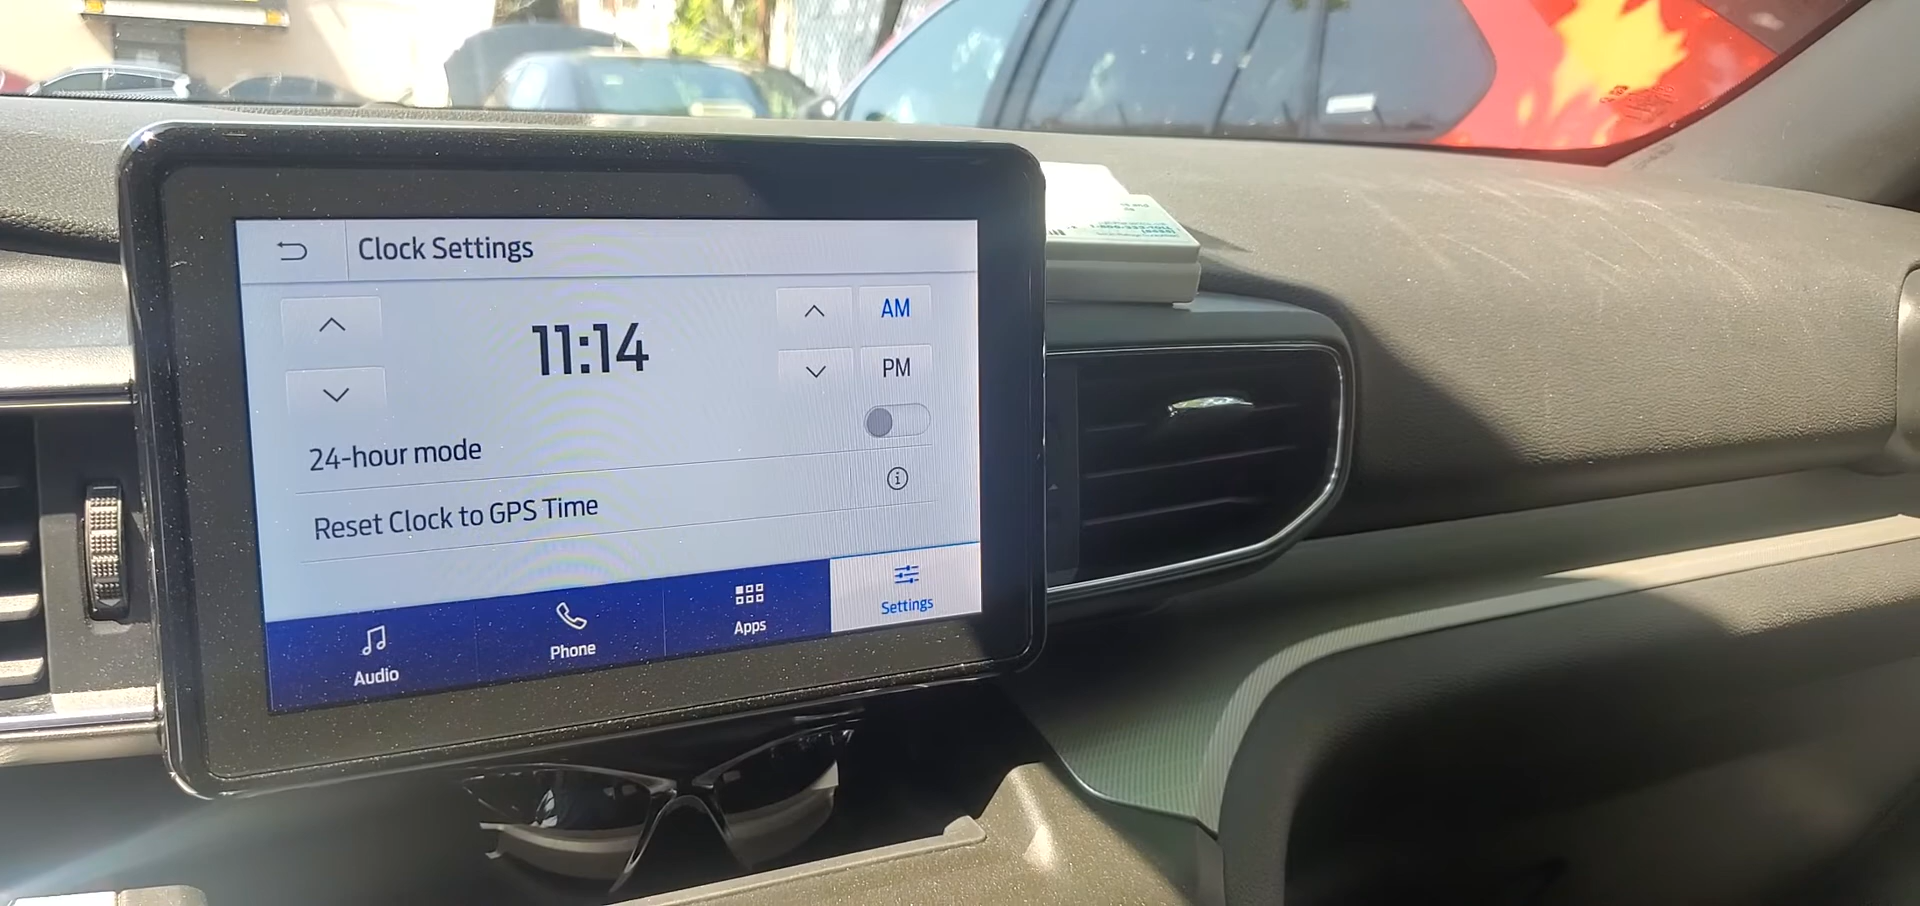 Clock Settings
11:14
AM
PM
24-hour mode
Reset Clock to GPS Time
Audio
Phone
Apps
Settings